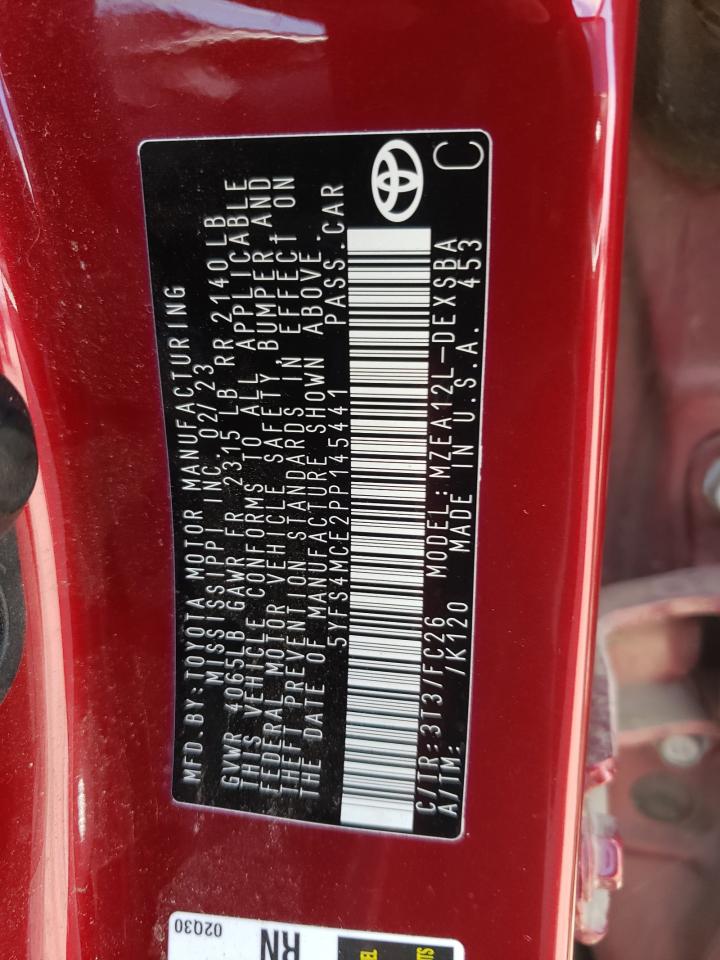 MFD.BY:TOYOTA MOTOR MANUFACTURING
MISSISSIPPI INC. 02/23
GVWR 4065LB GAWR FR 2315 LB RR 2140LB
THIS VEHICLE CONFORMS TO ALL APPLICABLE
FEDERAL MOTOR VEHICLE SAFETY, BUMPER, AND
THEFT PREVENTION STANDARDS IN EFFECT ON
THE DATE OF MANUFACTURE SHOWN ABOVE.
5YFS4MCE2PP145441 PASS.CAR
C/TR:3T3/FC26 MODEL:MZEA12L-DEXSBA
A/TM: /K120 MADE IN U.S.A. 453
C
02Q30
RN
EL
TS